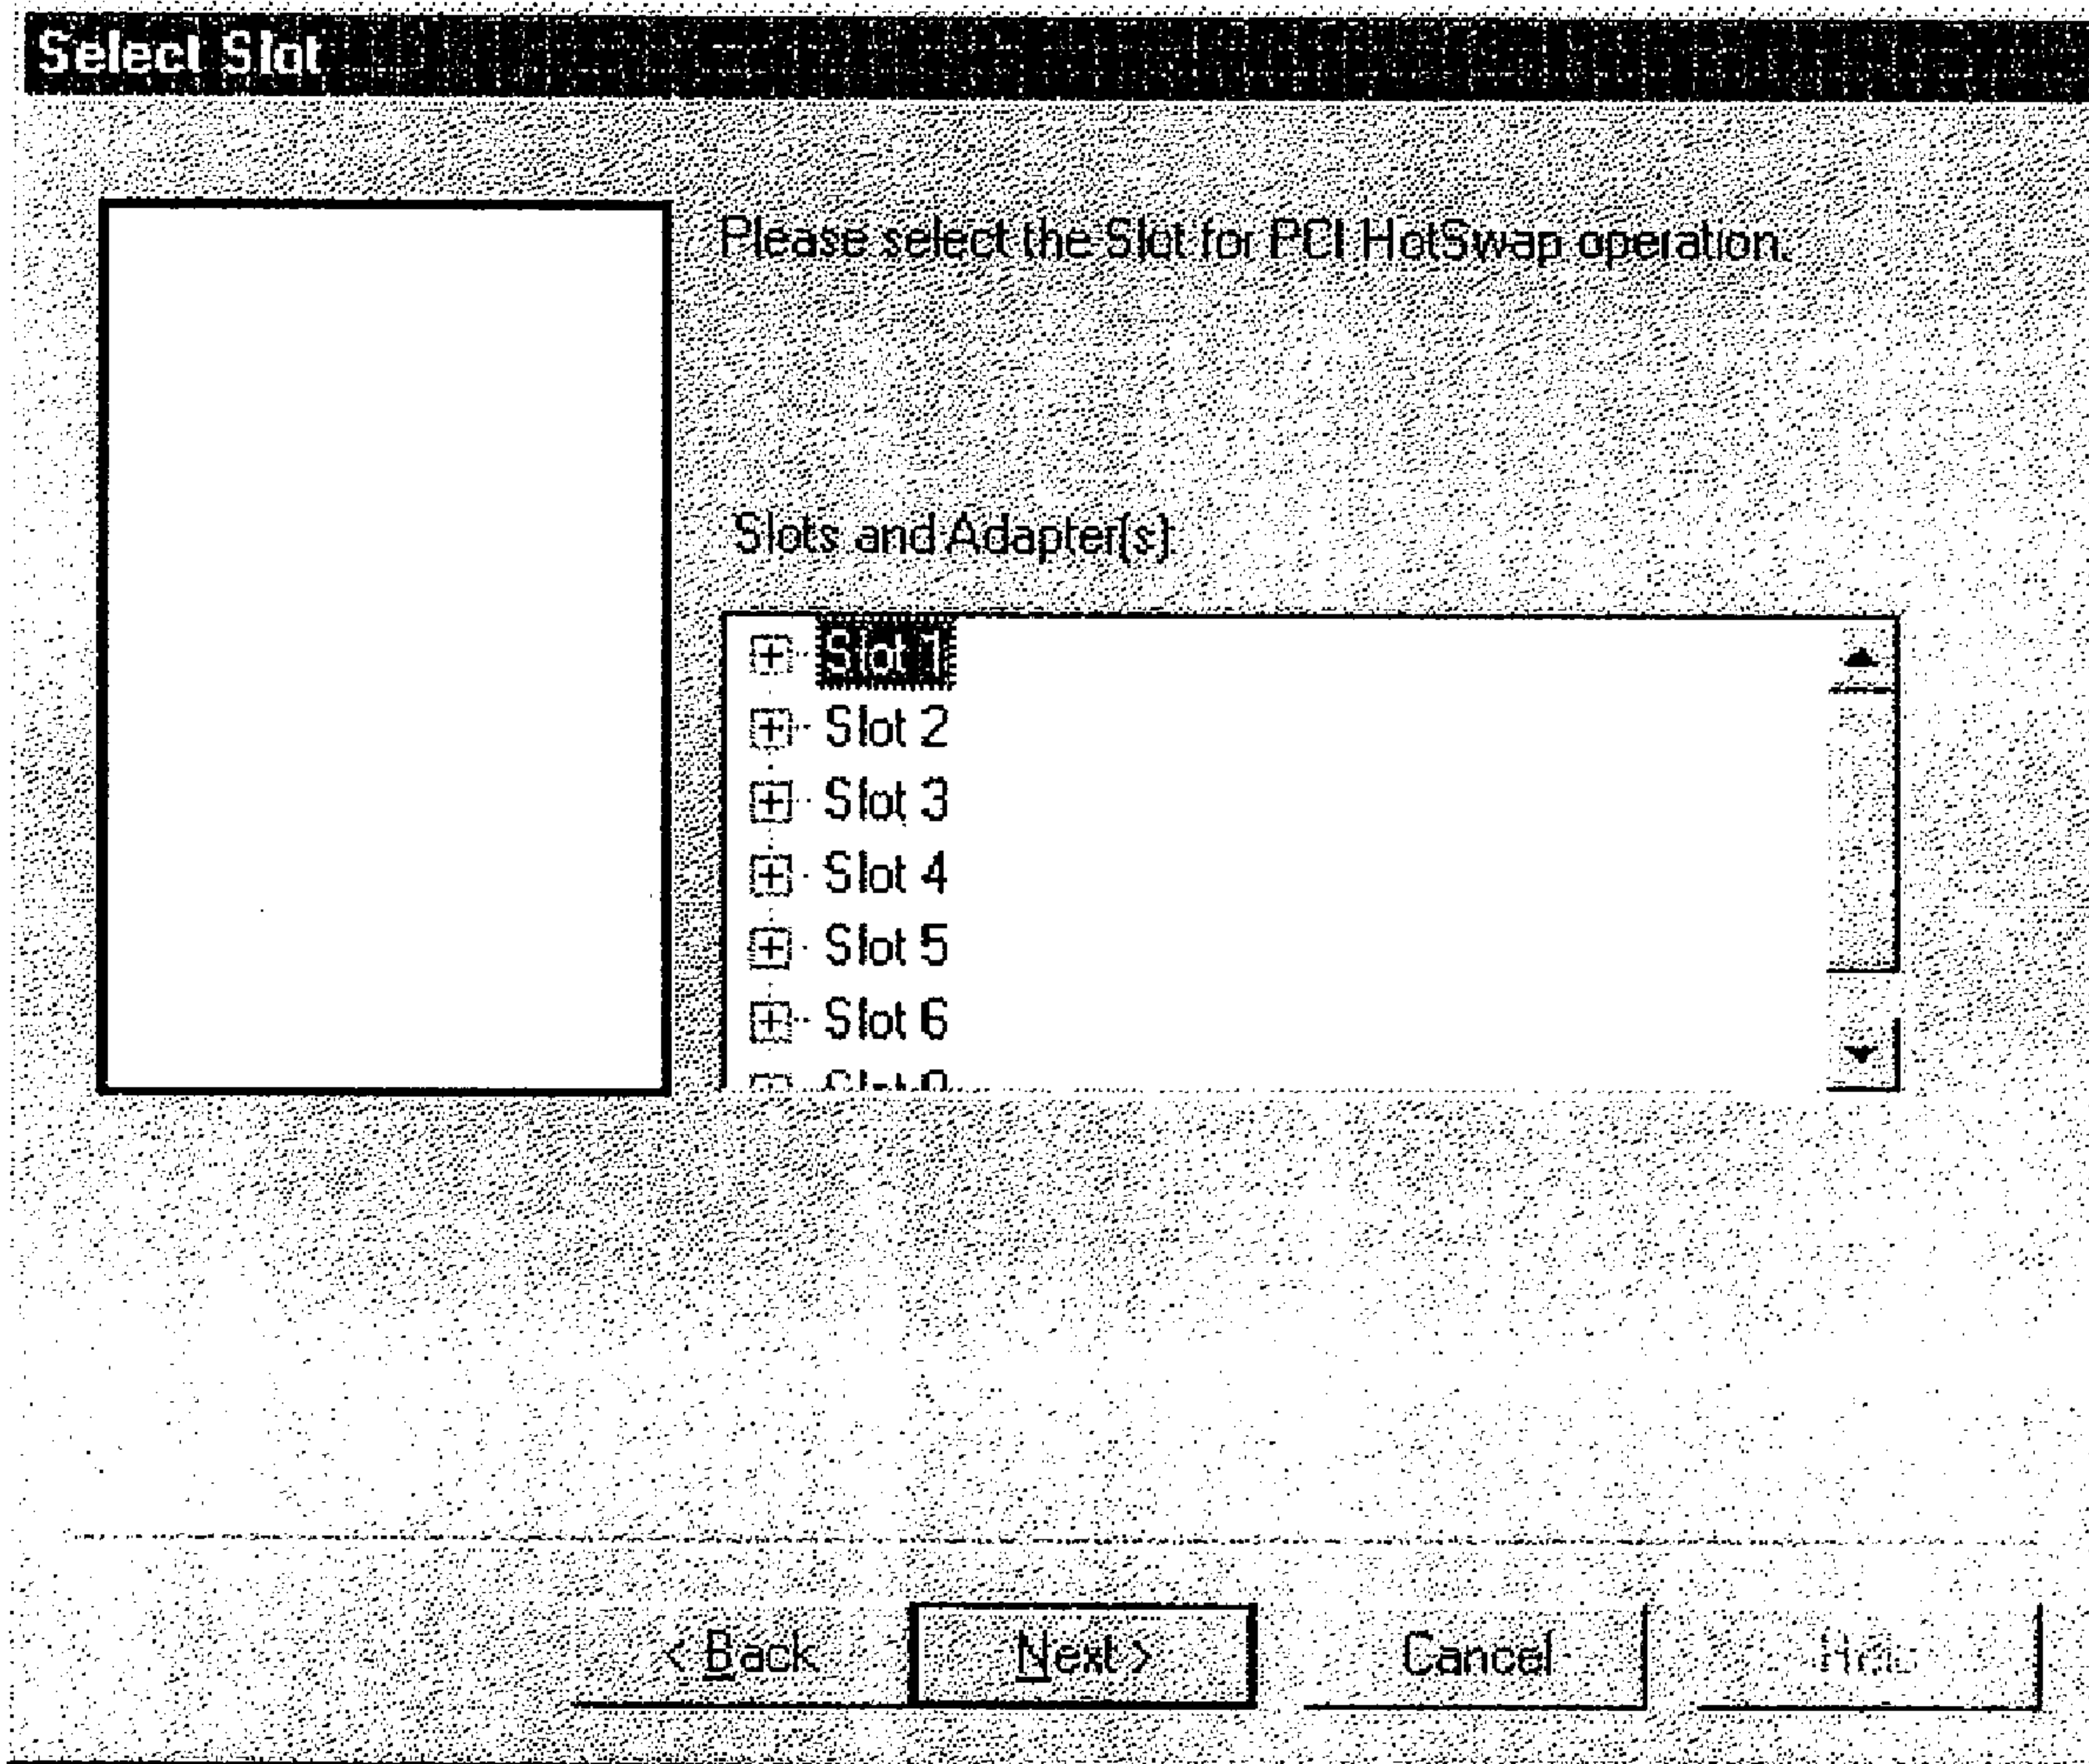 Select Slot
Please select the Slot for PCI HotSwap operation.
Slots and Adapter(s)
Slot 1
Slot 2
Slot 3
Slot 4
Slot 5
Slot 6
< Back
Next >
Cancel